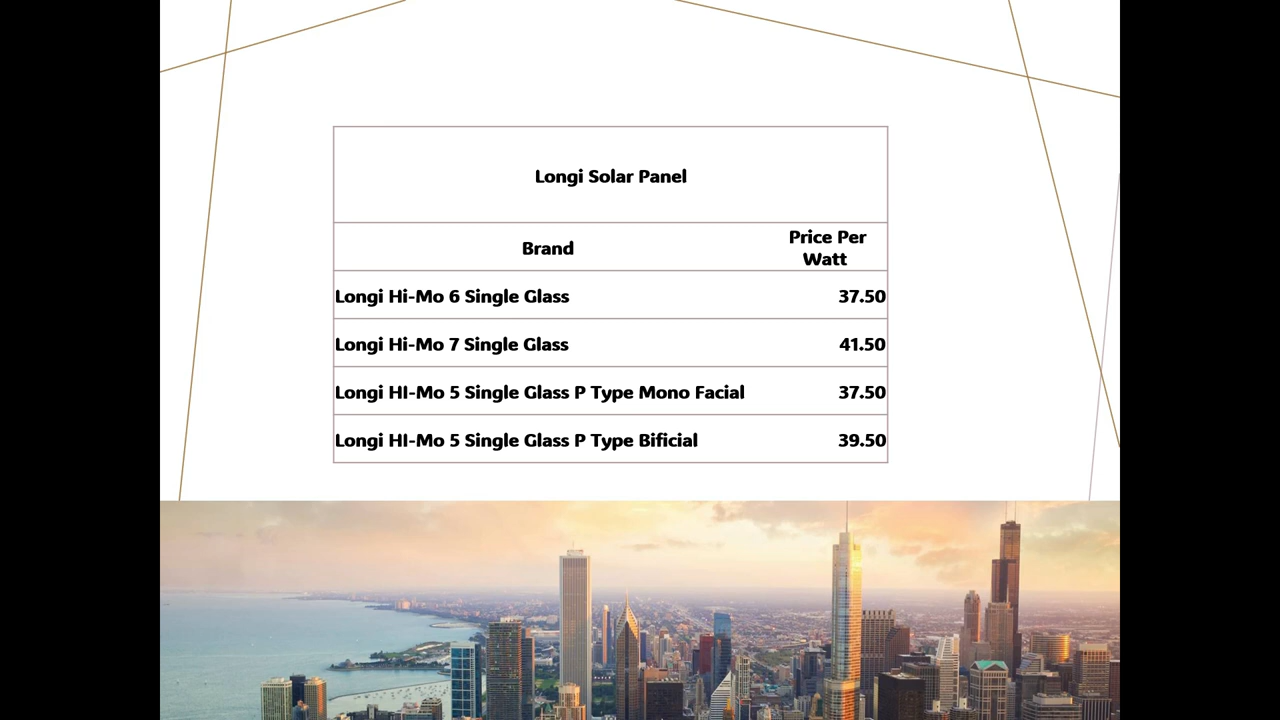 Longi Solar Panel
Brand
Price Per
Watt
Longi Hi-Mo 6 Single Glass 37.50
Longi Hi-Mo 7 Single Glass 41.50
Longi HI-Mo 5 Single Glass P Type Mono Facial 37.50
Longi HI-Mo 5 Single Glass P Type Bificial 39.50